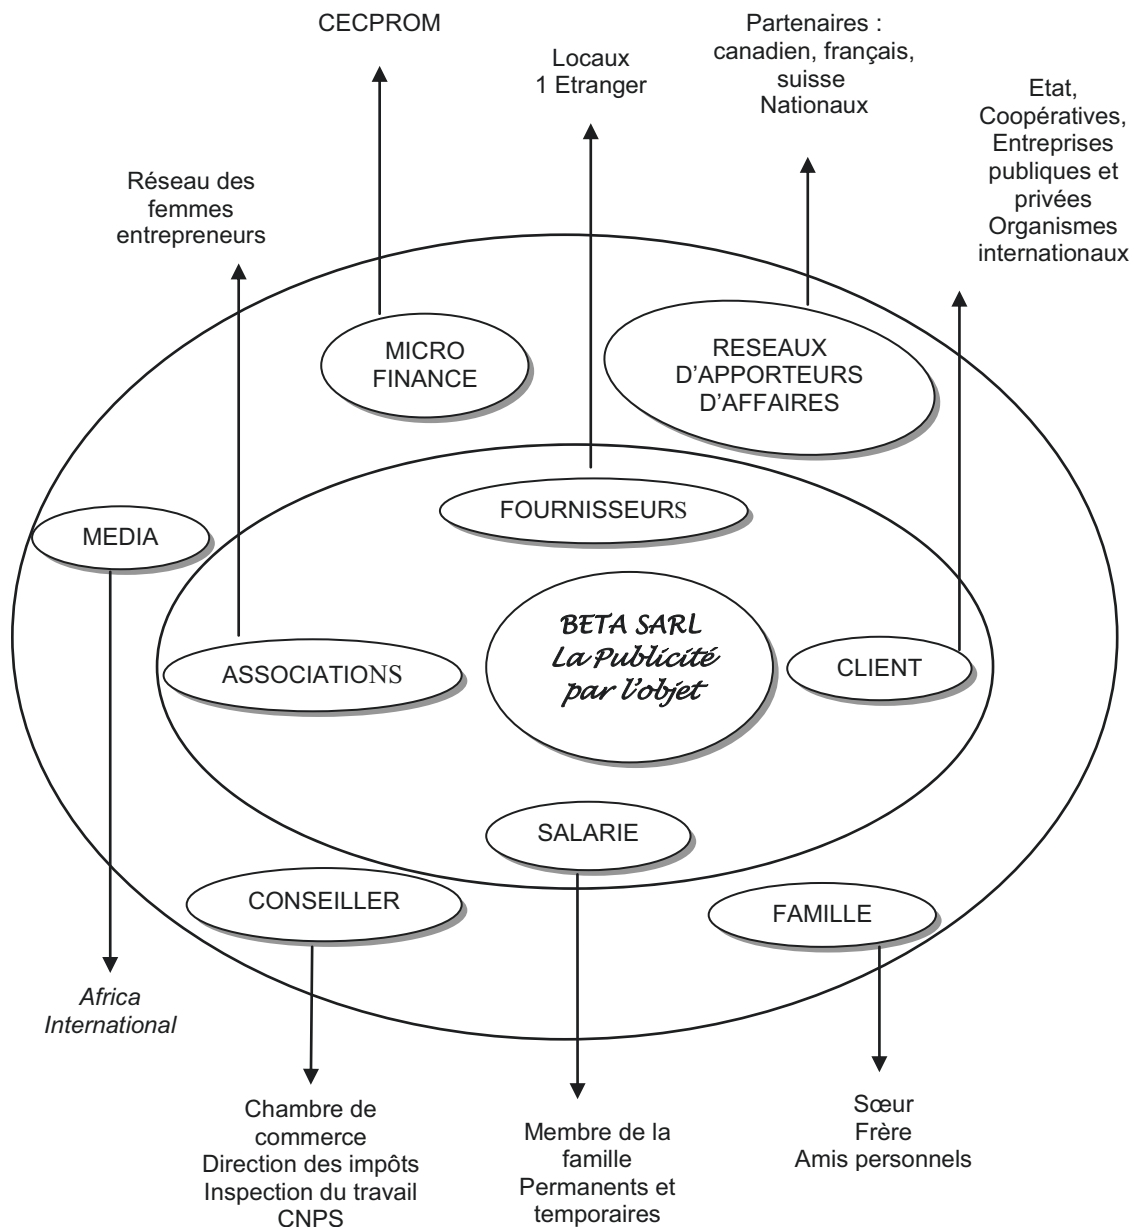 CECPROM
Locaux
1 Etranger
Partenaires :
canadien, français,
suisse
Nationaux
Etat,
Coopératives,
Entreprises
publiques et
privées
Organismes
internationaux
Réseau des
femmes
entrepreneurs
MICRO
FINANCE
RESEAUX
D’APPORTEURS
D’AFFAIRES
FOURNISSEURS
MEDIA
BETA SARL
La Publicité
par l’objet
ASSOCIATIONS
CLIENT
SALARIE
CONSEILLER
FAMILLE
Africa
International
Chambre de
commerce
Direction des impôts
Inspection du travail
CNPS
Membre de la
famille
Permanents et
temporaires
Sœur
Frère
Amis personnels